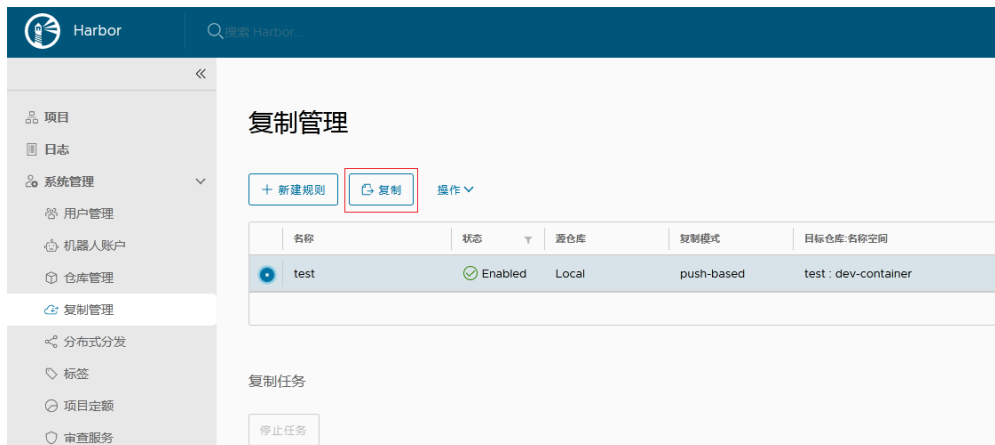 Harbor
搜索 Harbor...
项目
日志
系统管理
用户管理
机器人账户
仓库管理
复制管理
分布式分发
标签
项目定额
审查服务
复制管理
新建规则
复制
操作
名称 状态 源仓库 复制模式 目标仓库:名称空间
test Enabled Local push-based test : dev-container
复制任务
停止任务